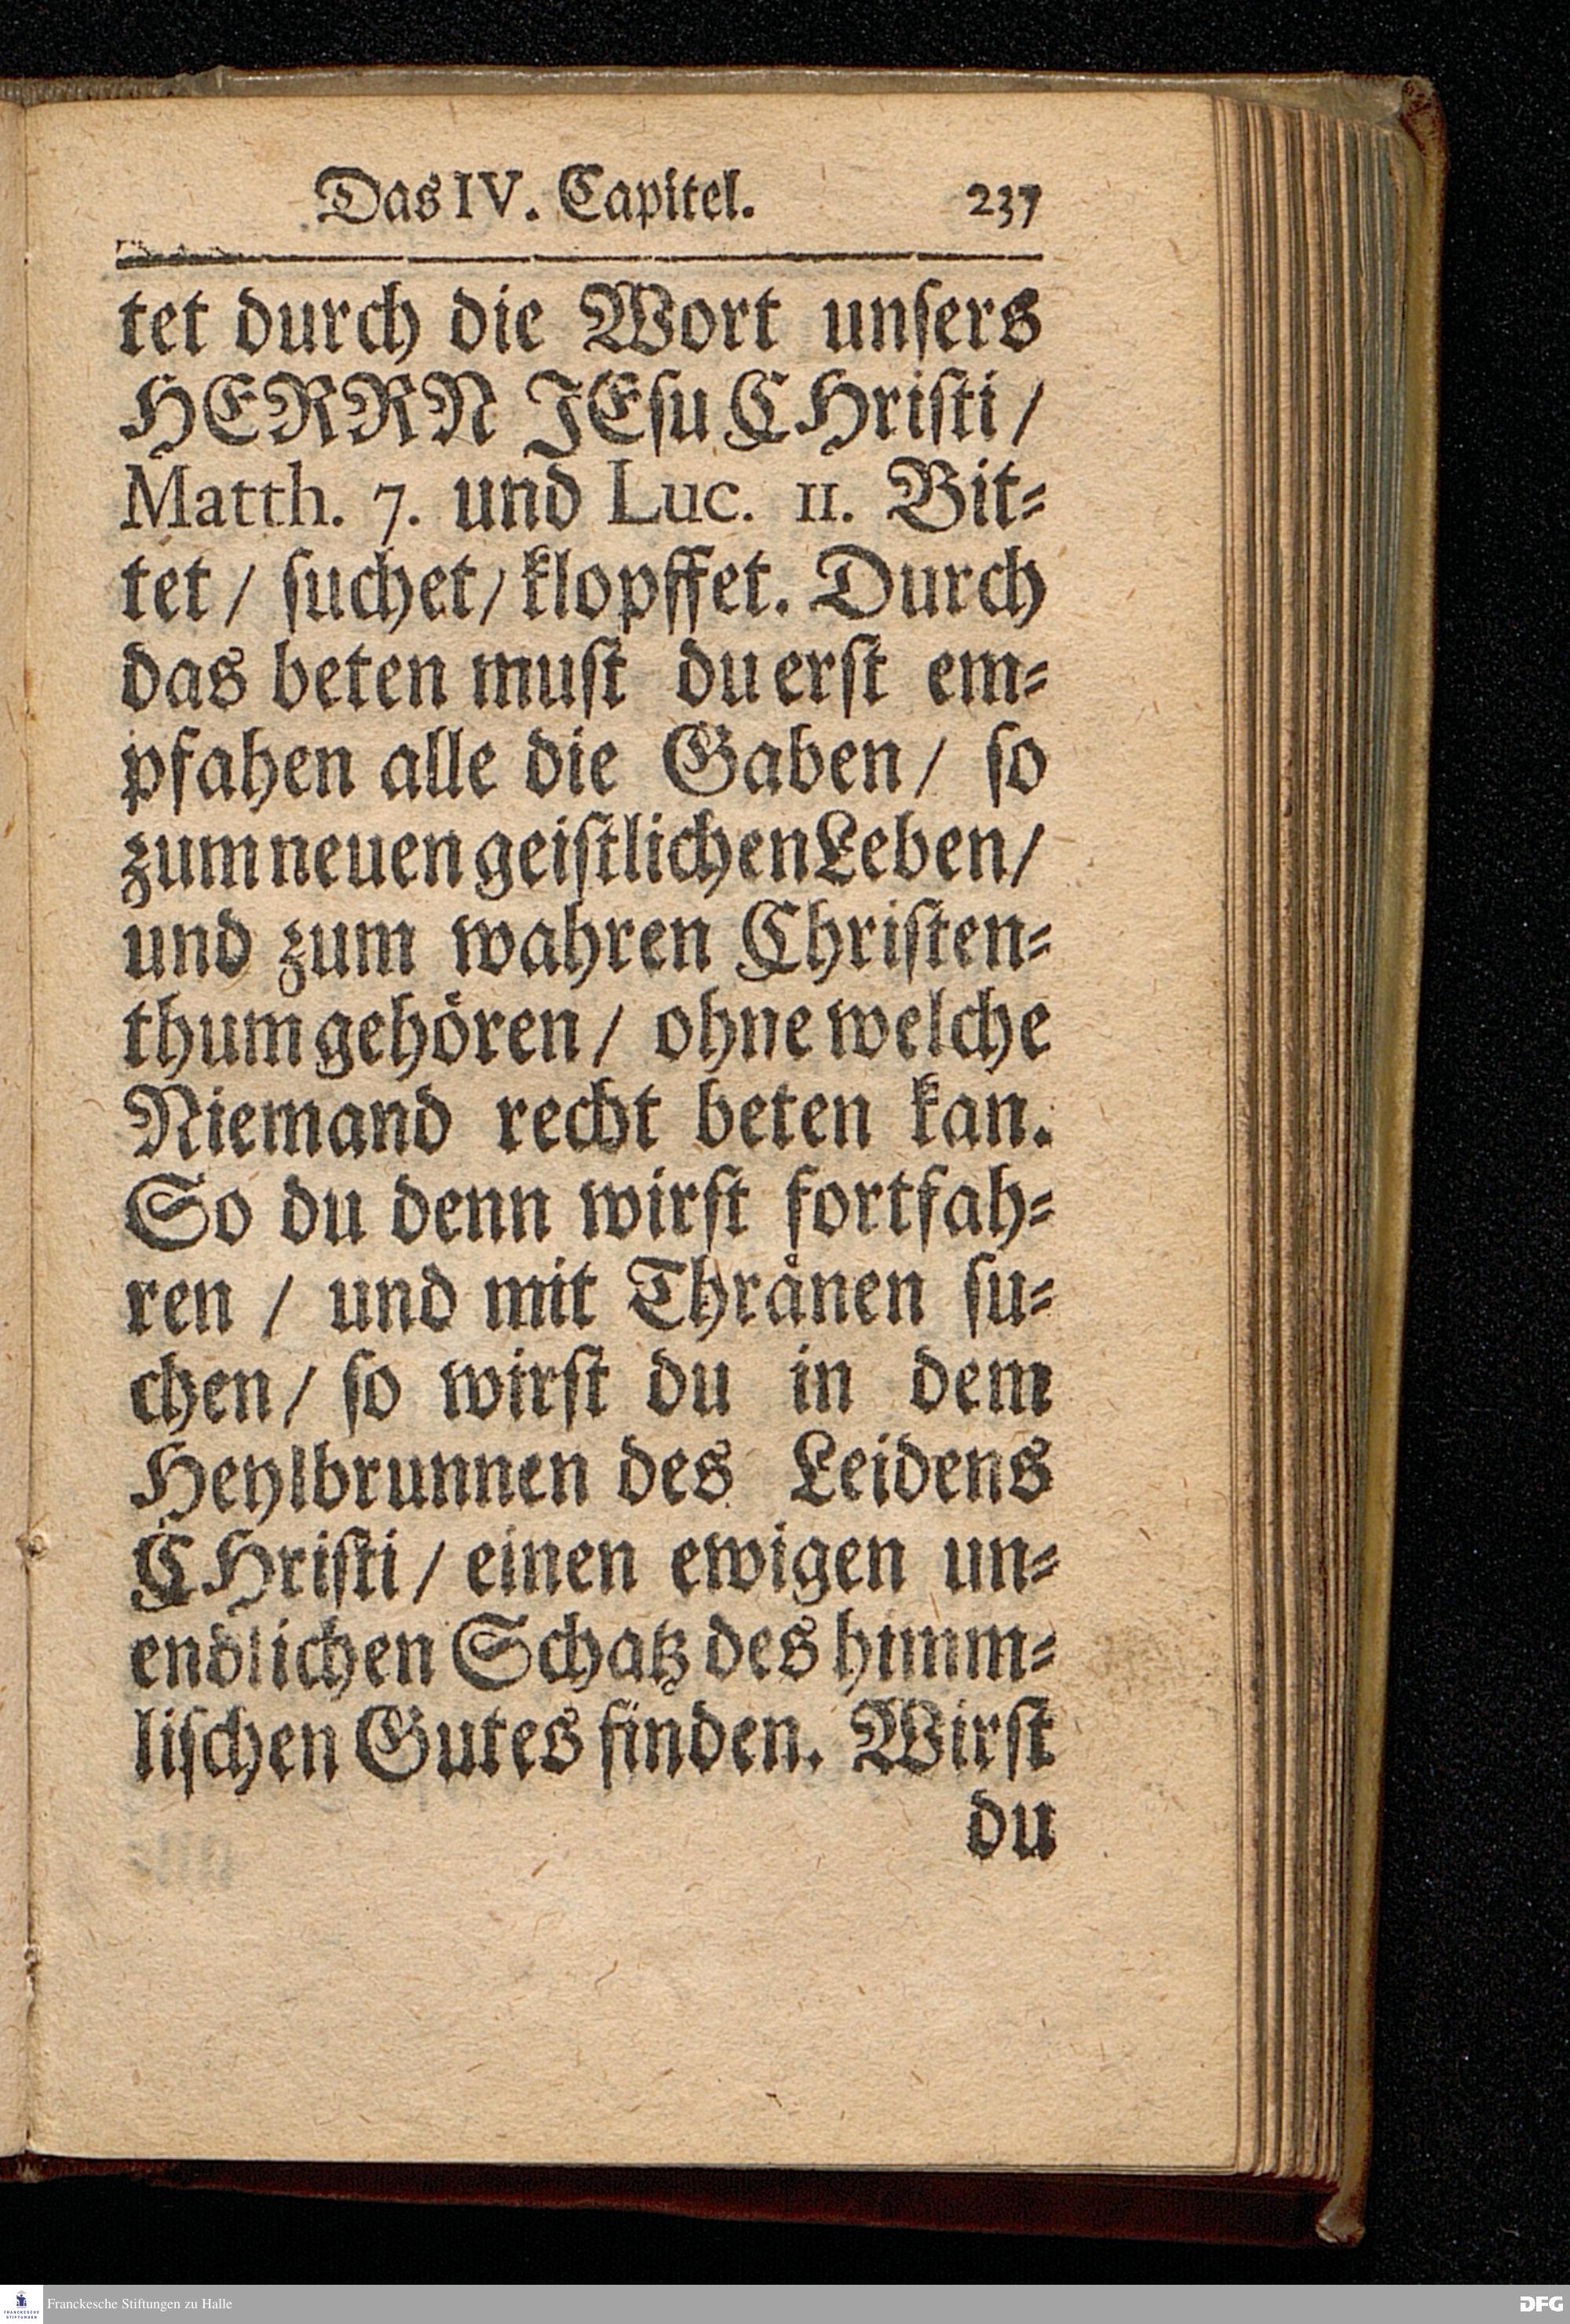 Das IV. Capitel. 237
tet durch die Wort unſers
HERRN JEſu CHriſti /
Matth. 7. und Luc. 11. Bit⸗
tet / ſuchet / klopffet. Durch
das beten muſt du erſt em⸗
pfahen alle die Gaben / ſo
zum neuen geiſtlichen Leben /
und zum wahren Chriſten⸗
thum gehören / ohne welche
Niemand recht beten kan.
So du denn wirſt fortfah⸗
ren / und mit Thraͤnen ſu⸗
chen / ſo wirſt du in dem
Heylbrunnen des Leidens
CHriſti / einen ewigen un⸗
endlichen Schatz des himm⸗
liſchen Gutes finden. Wirſt
du
FRANCKESCHE STIFTUNGEN
Franckesche Stiftungen zu Halle
DFG